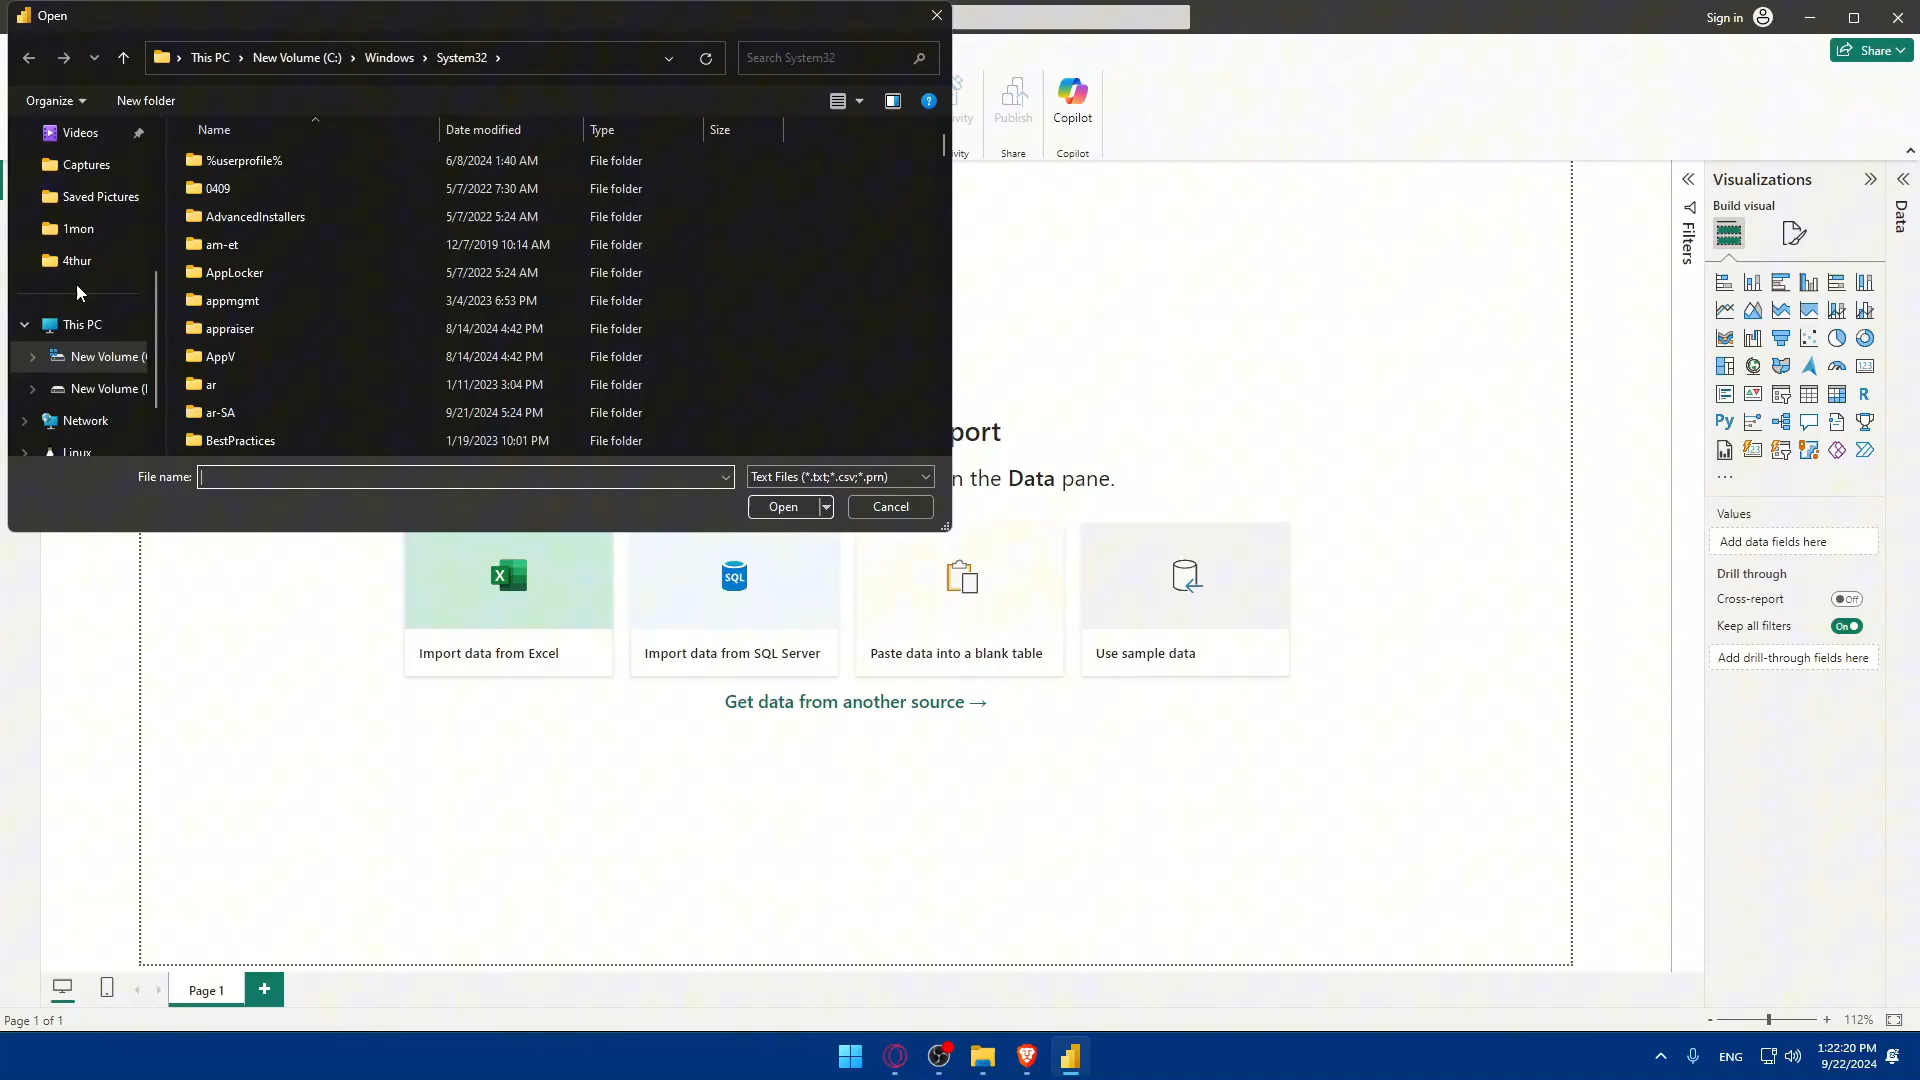 Open
Sign in
This PC
New Volume (C:)
Windows
System32
Search System32
Share
Organize
New folder
Publish
Copilot
Share
Copilot
Name
Date modified
Type
Size
Videos
Captures
Saved Pictures
1mon
4thur
This PC
New Volume (
New Volume (
Network
Linux
%userprofile% 6/8/2024 1:40 AM File folder
0409 5/7/2022 7:30 AM File folder
AdvancedInstallers 5/7/2022 5:24 AM File folder
am-et 12/7/2019 10:14 AM File folder
AppLocker 5/7/2022 5:24 AM File folder
appmgmt 3/4/2023 6:53 PM File folder
appraiser 8/14/2024 4:42 PM File folder
AppV 8/14/2024 4:42 PM File folder
ar 1/11/2023 3:04 PM File folder
ar-SA 9/21/2024 5:24 PM File folder
BestPractices 1/19/2023 10:01 PM File folder
File name:
Text Files (*.txt;*.csv;*.prn)
Open
Cancel
port
n the Data pane.
X
SQL
Import data from Excel
Import data from SQL Server
Paste data into a blank table
Use sample data
Get data from another source →
Filters
Visualizations
Build visual
123
R
Py
...
Values
Add data fields here
Drill through
Cross-report
Off
Keep all filters
On
Add drill-through fields here
Data
Page 1
+
Page 1 of 1
- + 112%
ENG
1:22:20 PM
9/22/2024